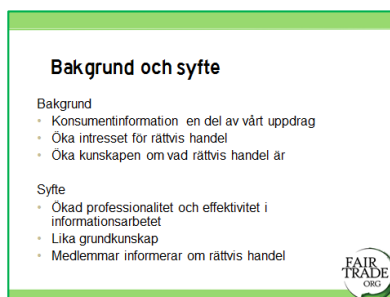 Bakgrund och syfte
Bakgrund
• Konsumentinformation en del av vårt uppdrag
• Öka intresset för rättvis handel
• Öka kunskapen om vad rättvis handel är
Syfte
• Ökad professionalitet och effektivitet i
informationsarbetet
• Lika grundkunskap
• Medlemmar informerar om rättvis handel
FAIR
TRADE
ORG